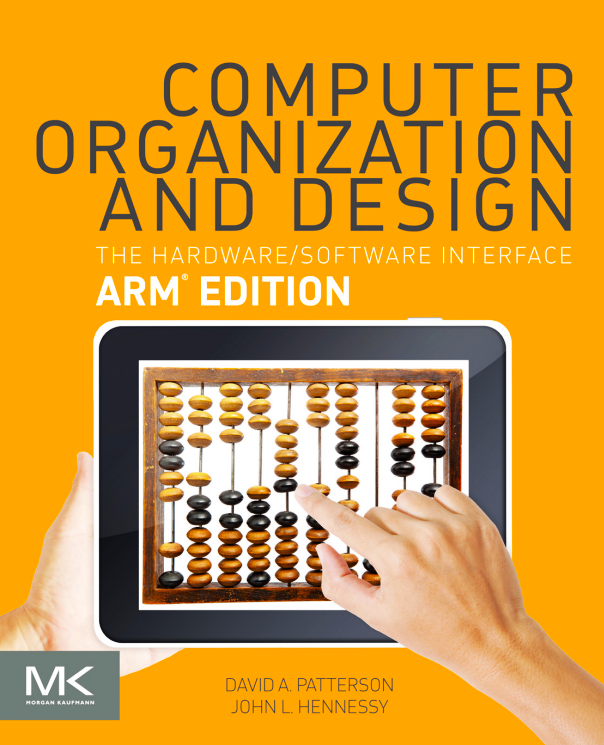 COMPUTER
ORGANIZATION
AND DESIGN
THE HARDWARE/SOFTWARE INTERFACE
ARM® EDITION
MK
MORGAN KAUFMANN
DAVID A. PATTERSON
JOHN L. HENNESSY